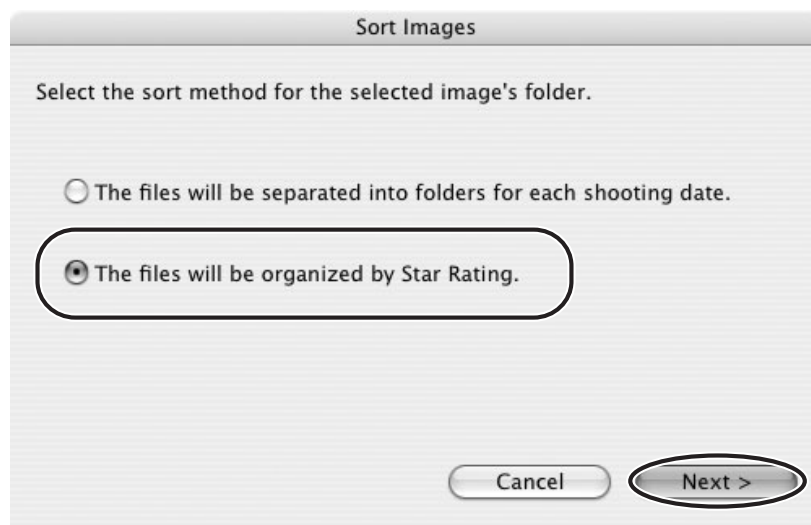 Sort Images
Select the sort method for the selected image's folder.
The files will be separated into folders for each shooting date.
The files will be organized by Star Rating.
Cancel
Next >